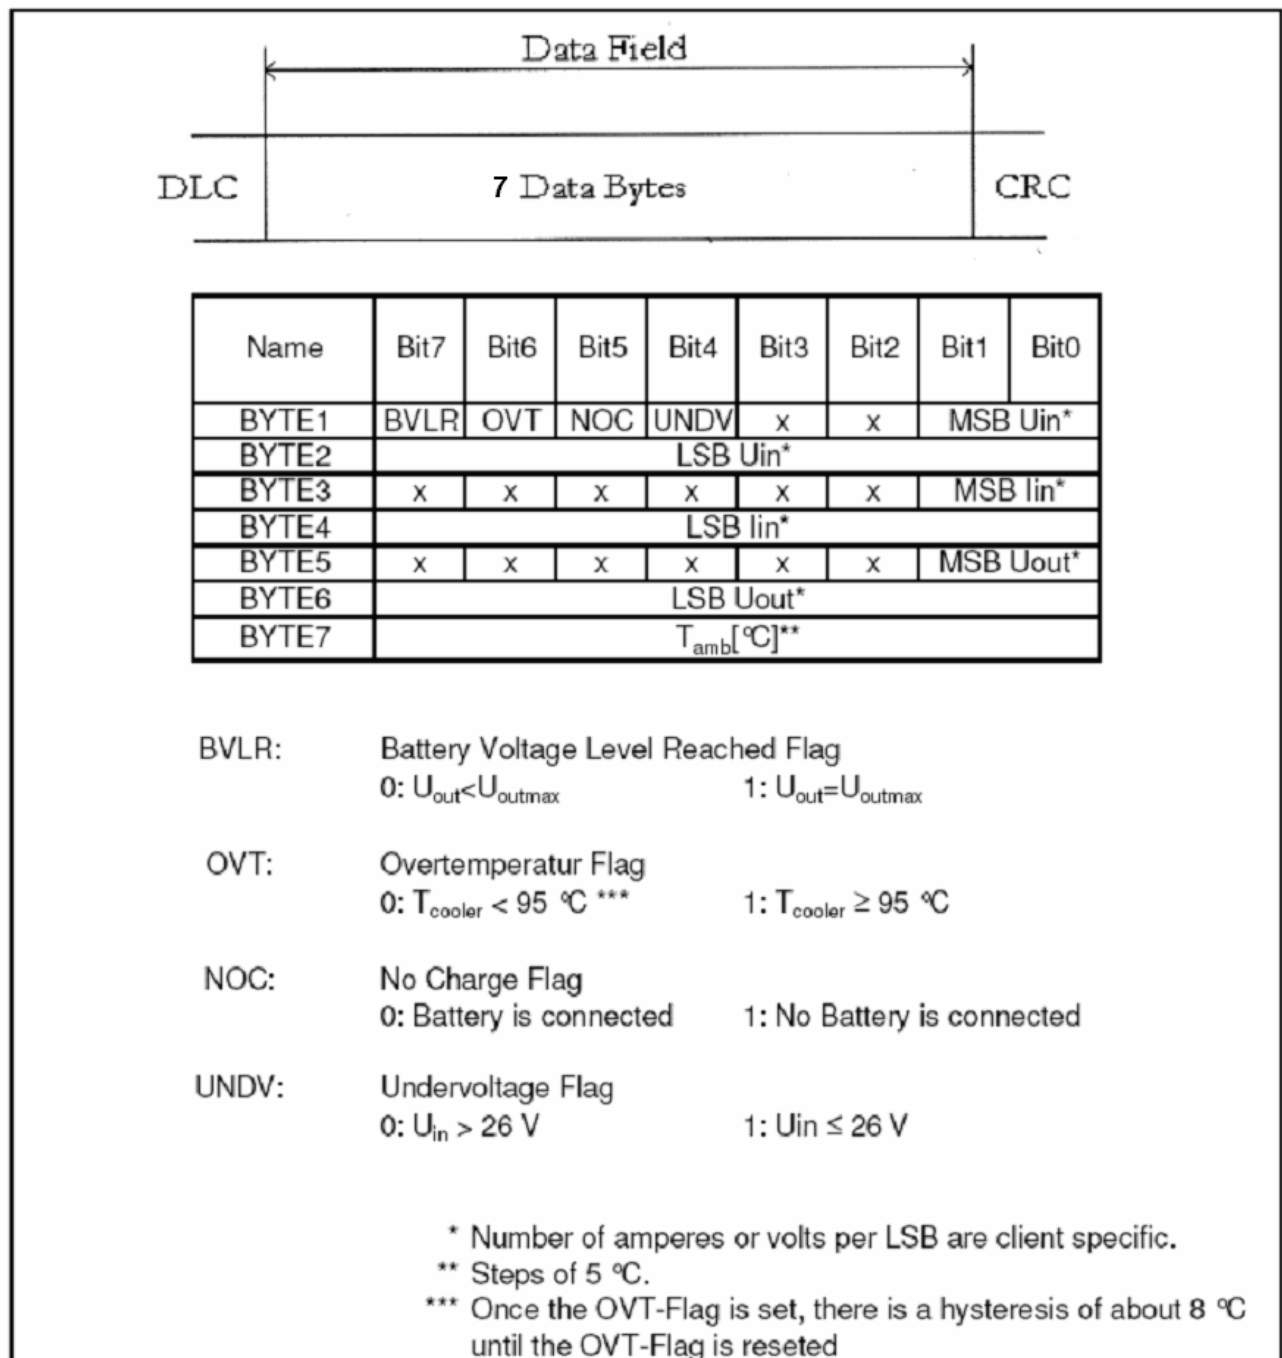 Data Field
DLC 7 Data Bytes CRC
Name Bit7 Bit6 Bit5 Bit4 Bit3 Bit2 Bit1 Bit0
BYTE1 BVLR OVT NOC UNDV x x MSB Uin*
BYTE2 LSB Uin*
BYTE3 x x x x x x MSB Iin*
BYTE4 LSB Iin*
BYTE5 x x x x x x MSB Uout*
BYTE6 LSB Uout*
BYTE7 Tamb[°C]**
BVLR: Battery Voltage Level Reached Flag
0: Uout<Uoutmax 1: Uout=Uoutmax
OVT: Overtemperatur Flag
0: Tcooler < 95 °C *** 1: Tcooler ≥ 95 °C
NOC: No Charge Flag
0: Battery is connected 1: No Battery is connected
UNDV: Undervoltage Flag
0: Uin > 26 V 1: Uin ≤ 26 V
* Number of amperes or volts per LSB are client specific.
** Steps of 5 °C.
*** Once the OVT-Flag is set, there is a hysteresis of about 8 °C
until the OVT-Flag is reseted